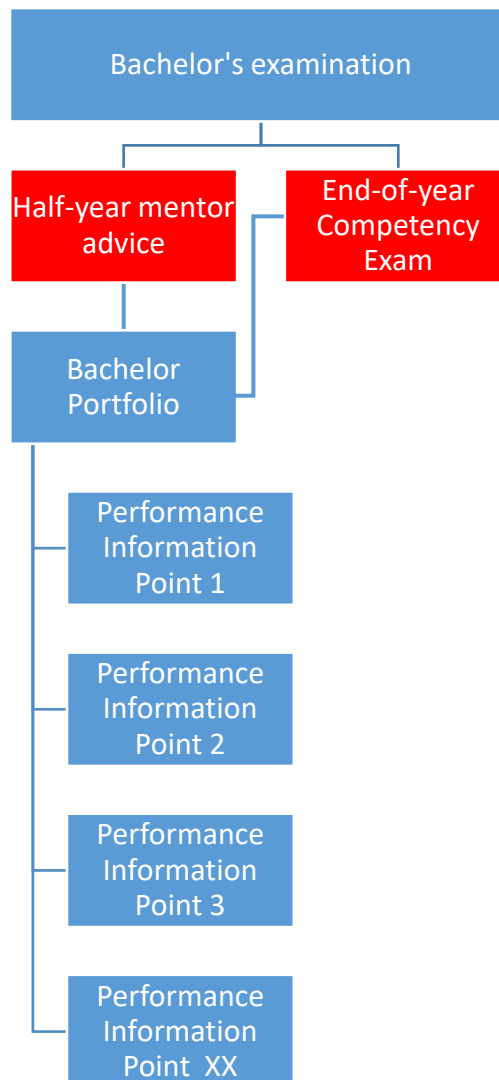 Bachelor's examination
Half-year mentor
advice
End-of-year
Competency
Exam
Bachelor
Portfolio
Performance
Information
Point 1
Performance
Information
Point 2
Performance
Information
Point 3
Performance
Information
Point XX